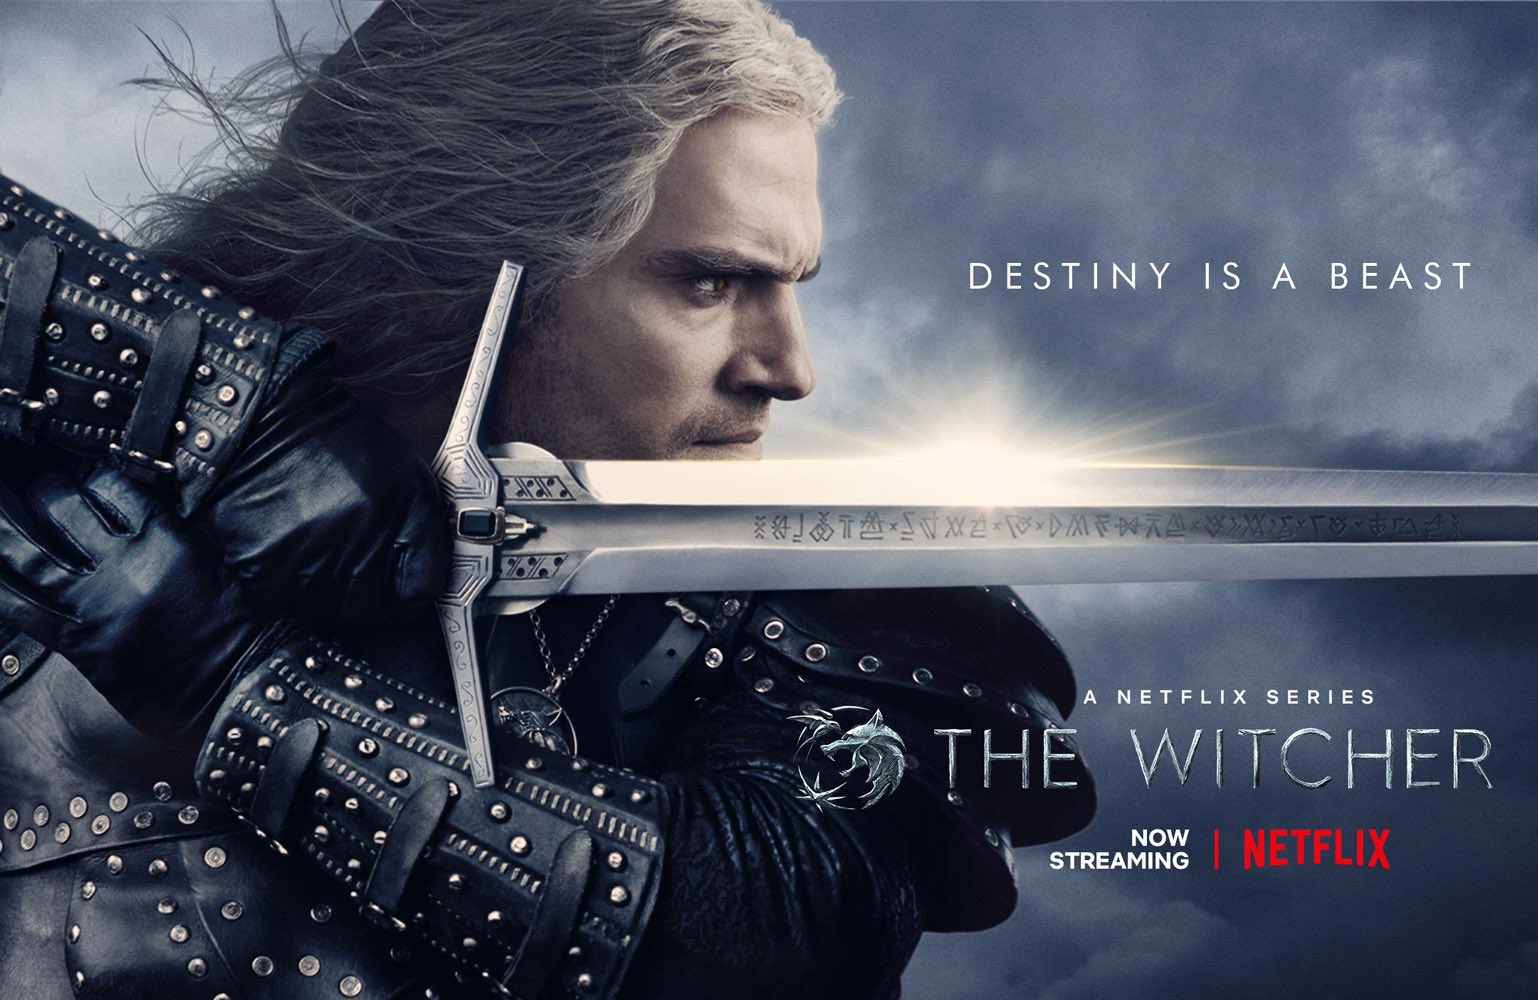 DESTINY IS A BEAST
A NETFLIX SERIES
THE WITCHER
NOW
STREAMING
NETFLIX